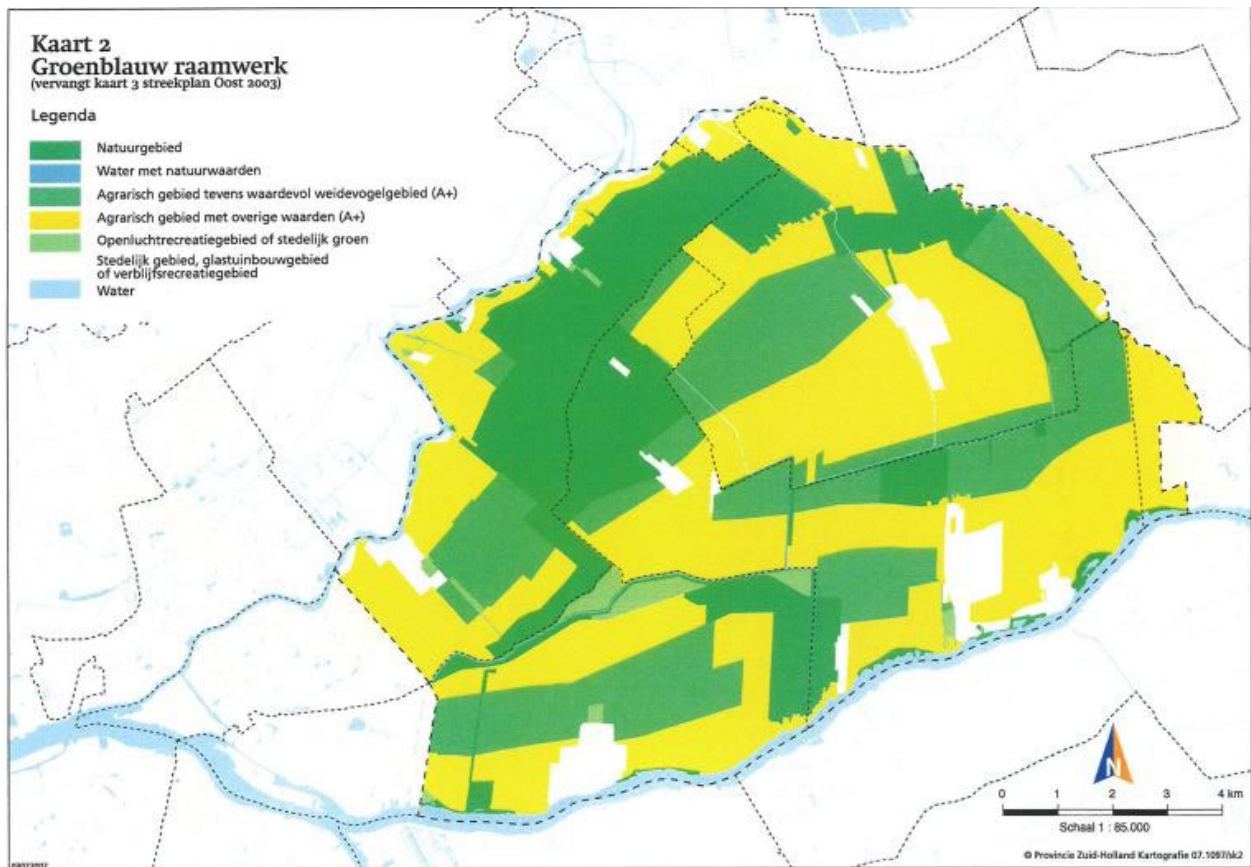 Kaart 2
Groenblauw raamwerk
(vervangt kaart 3 streekplan Oost 2003)
Legenda
Natuurgebied
Water met natuurwaarden
Agrarisch gebied tevens waardevol weidevogelgebied (A+)
Agrarisch gebied met overige waarden (A+)
Openluchtrecreatiegebied of stedelijk groen
Stedelijk gebied, glastuinbouwgebied
of verblijfsrecreatiegebied
Water
N
0 1 2 3 4 km
Schaal 1 : 85.000
© Provincie Zuid-Holland Kartografie 07.1097/sk2